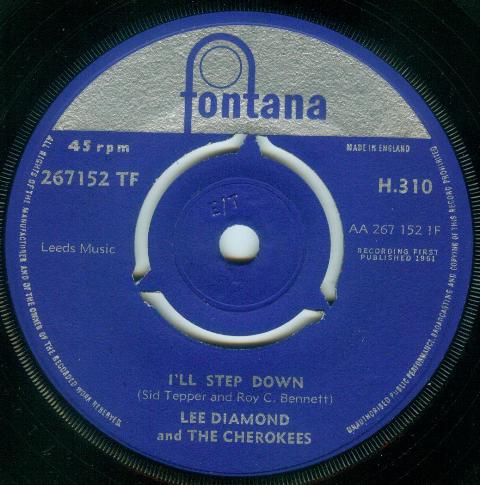 fontana
45 rpm
MADE IN ENGLAND
267152 TF
H.310
AA 267 152 1F
Leeds Music
RECORDING FIRST
PUBLISHED 1961
I'LL STEP DOWN
(Sid Tepper and Roy C. Bennett)
LEE DIAMOND
and THE CHEROKEES
ALL RIGHTS OF THE MANUFACTURER AND OF THE OWNER OF THE RECORDED WORK RESERVED.
UNAUTHORISED PUBLIC PERFORMANCE, BROADCASTING AND COPYING OF THIS RECORD PROHIBITED